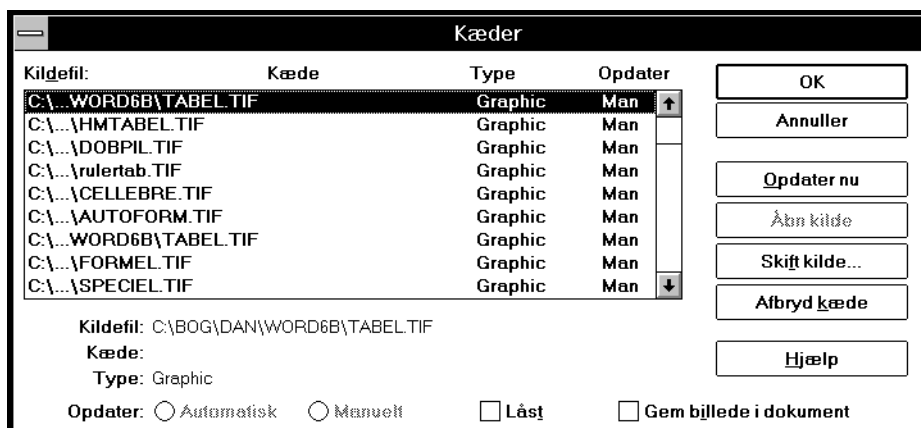 Kæder
Kildefil: Kæde Type Opdater
C:\...WORD6B\TABEL.TIF Graphic Man
C:\...\HMTABEL.TIF Graphic Man
C:\...\DOBPIL.TIF Graphic Man
C:\...\rulertab.TIF Graphic Man
C:\...\CELLEBRE.TIF Graphic Man
C:\...\AUTOFORM.TIF Graphic Man
C:\...WORD6B\TABEL.TIF Graphic Man
C:\...\FORMEL.TIF Graphic Man
C:\...\SPECIEL.TIF Graphic Man
OK
Annuller
Opdater nu
Åbn kilde
Skift kilde...
Afbryd kæde
Hjælp
Kildefil: C:\BOG\DAN\WORD6B\TABEL.TIF
Kæde:
Type: Graphic
Opdater: Automatisk Manuelt Låst Gem billede i dokument